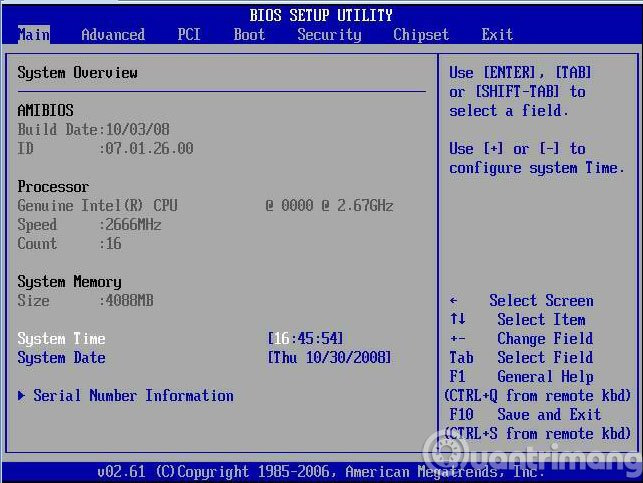 BIOS SETUP UTILITY
Main Advanced PCI Boot Security Chipset Exit
System Overview
AMIBIOS
Build Date:10/03/08
ID :07.01.26.00
Processor
Genuine Intel(R) CPU @ 0000 @ 2.67GHz
Speed :2666MHz
Count :16
System Memory
Size :4088MB
System Time [16:45:54]
System Date [Thu 10/30/2008]
Serial Number Information
Use [ENTER], [TAB]
or [SHIFT-TAB] to
select a field.
Use [+] or [-] to
configure system Time.
← Select Screen
↑↓ Select Item
+- Change Field
Tab Select Field
F1 General Help
(CTRL+Q from remote kbd)
F10 Save and Exit
(CTRL+S from remote kbd)
v02.61 (C)Copyright 1985-2006, American Megatrends, Inc.
Quantrimang